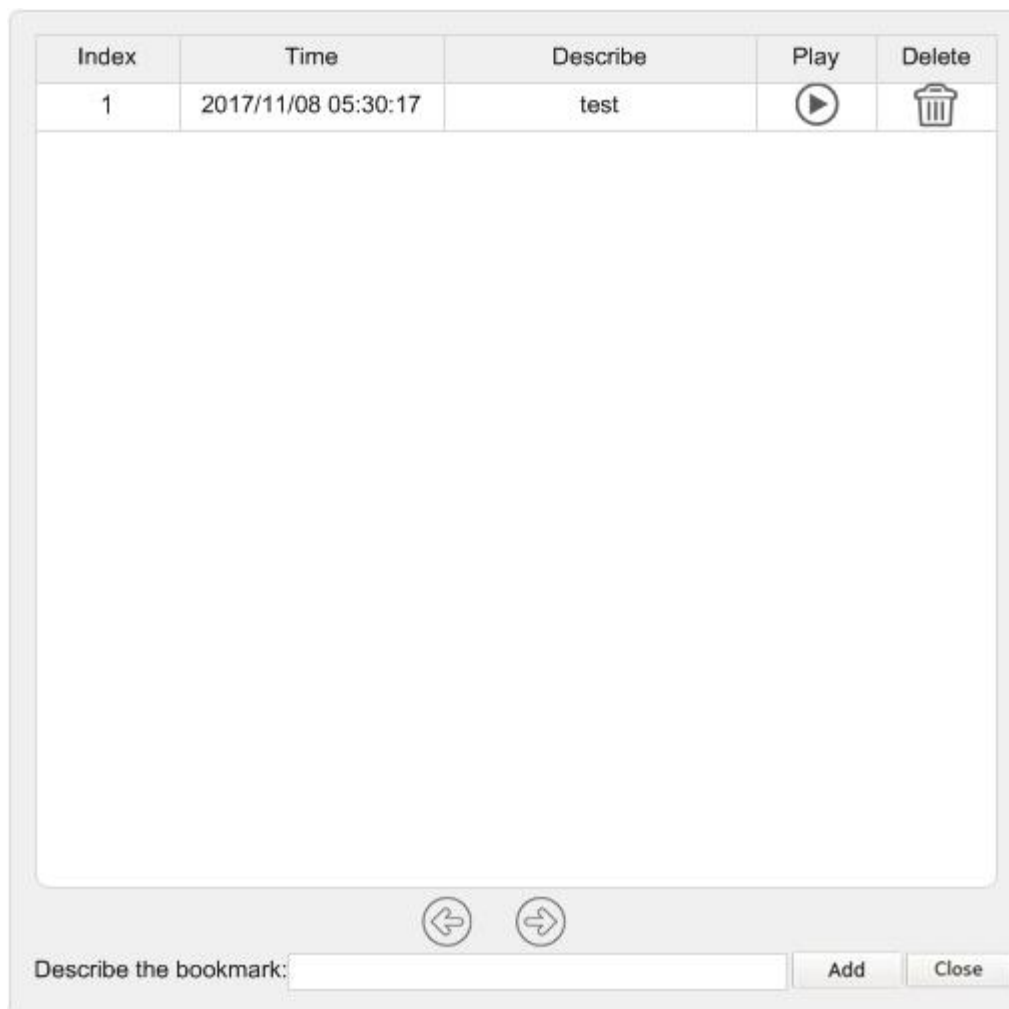 Index Time Describe Play Delete
1 2017/11/08 05:30:17 test
Describe the bookmark: Add Close